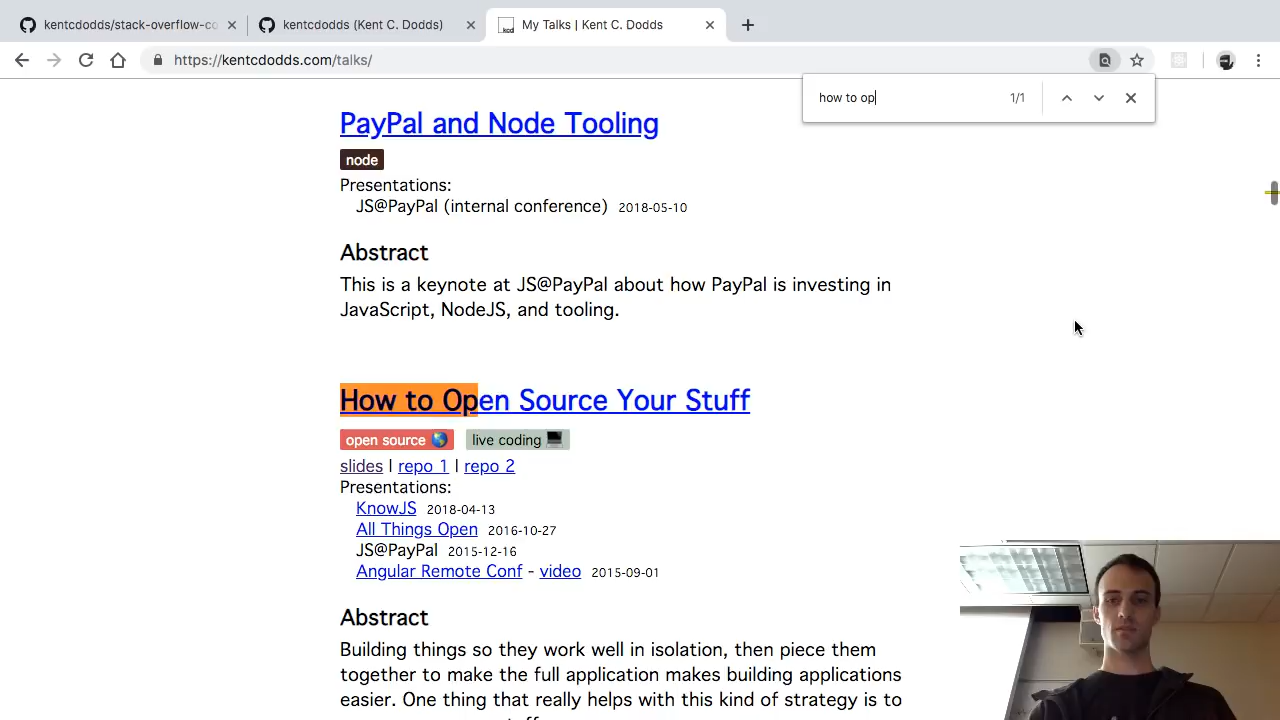 kentcdodds/stack-overflow-co
kentcdodds (Kent C. Dodds)
kcd
My Talks | Kent C. Dodds
https://kentcdodds.com/talks/
how to op
1/1
PayPal and Node Tooling
node
Presentations:
JS@PayPal (internal conference) 2018-05-10
Abstract
This is a keynote at JS@PayPal about how PayPal is investing in
JavaScript, NodeJS, and tooling.
How to Open Source Your Stuff
open source 🌎 live coding 💻
slides | repo 1 | repo 2
Presentations:
KnowJS 2018-04-13
All Things Open 2016-10-27
JS@PayPal 2015-12-16
Angular Remote Conf - video 2015-09-01
Abstract
Building things so they work well in isolation, then piece them
together to make the full application makes building applications
easier. One thing that really helps with this kind of strategy is to